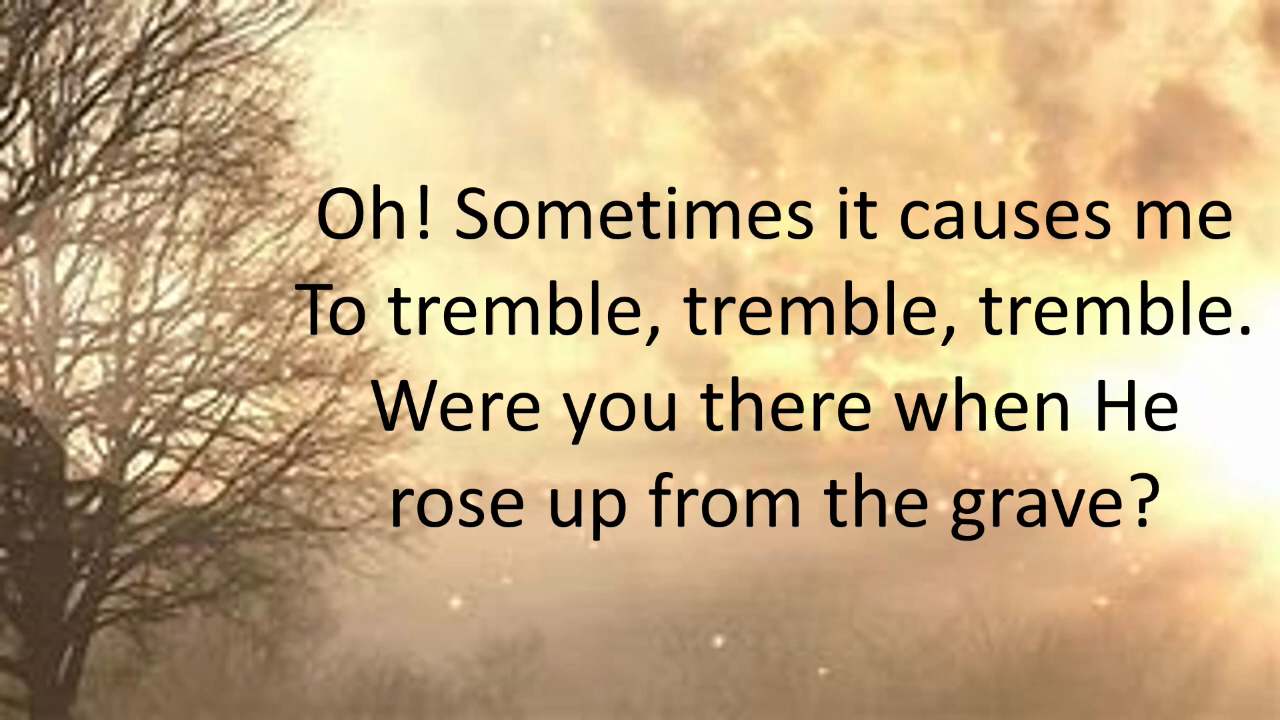 Oh! Sometimes it causes me
To tremble, tremble, tremble.
Were you there when He
rose up from the grave?